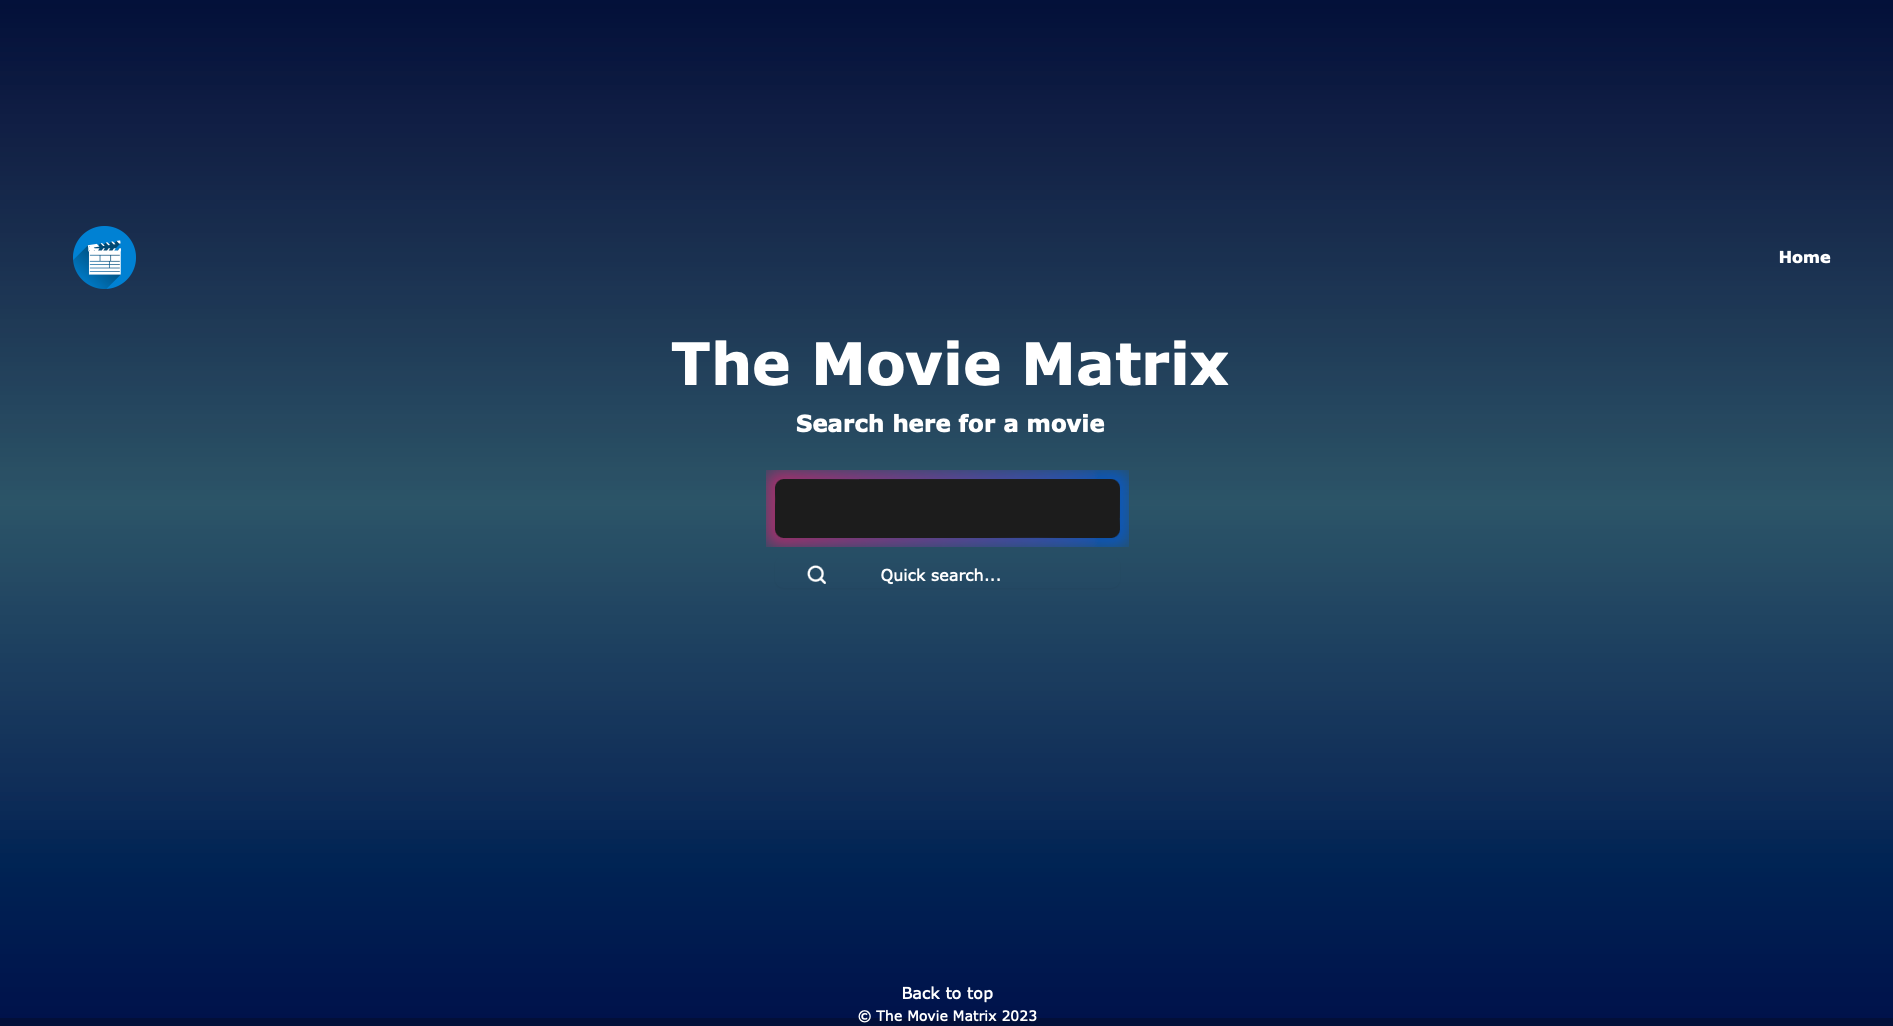 Home
The Movie Matrix
Search here for a movie
Quick search...
Back to top
© The Movie Matrix 2023